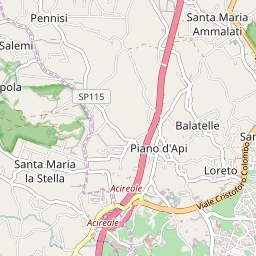 Pennisi
Santa Maria
Ammalati
Salemi
pola
SP115
Balatelle
San
Piano d'Api
Santa Maria
la Stella
Loreto
Acireale
Viale Cristoforo Colombo
Acireale